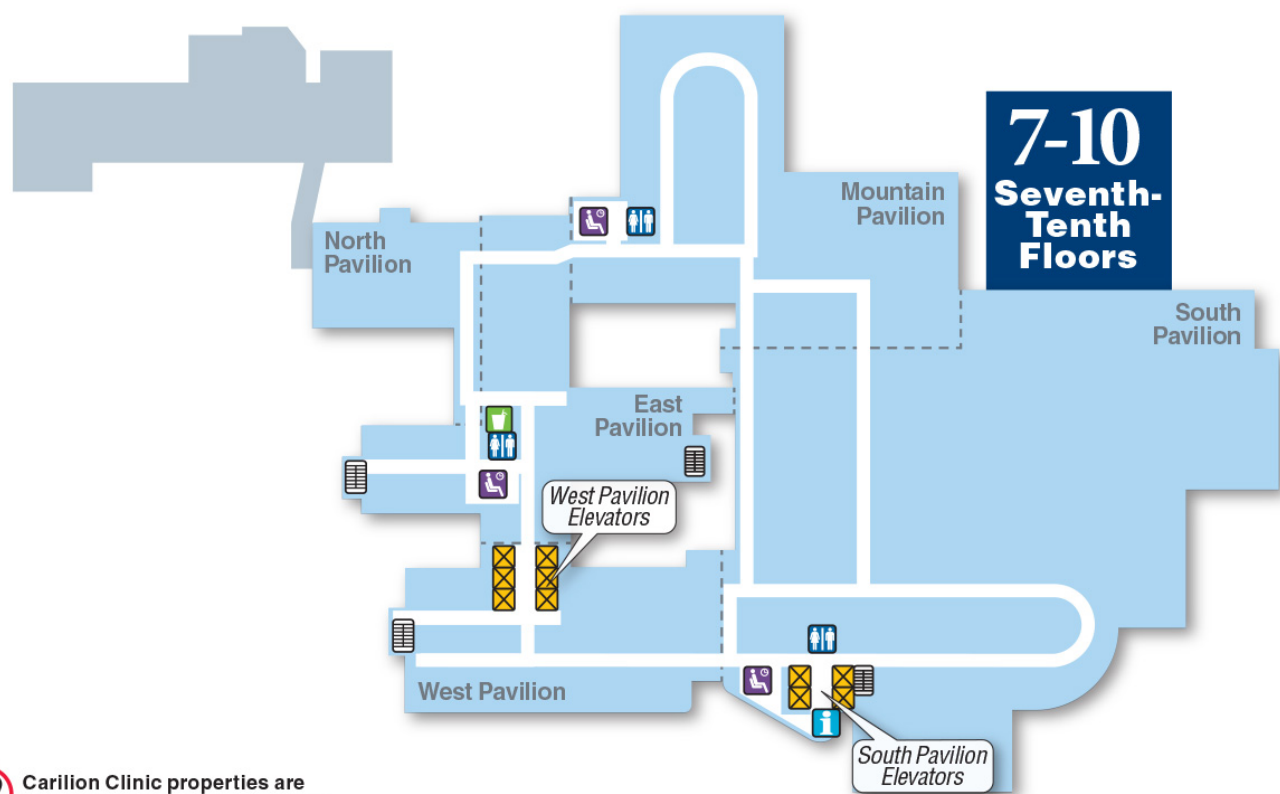 7-10
Seventh-
Tenth
Floors
Mountain
Pavilion
North
Pavilion
South
Pavilion
East
Pavilion
West Pavilion
Elevators
West Pavilion
South Pavilion
Elevators
Carilion Clinic properties are